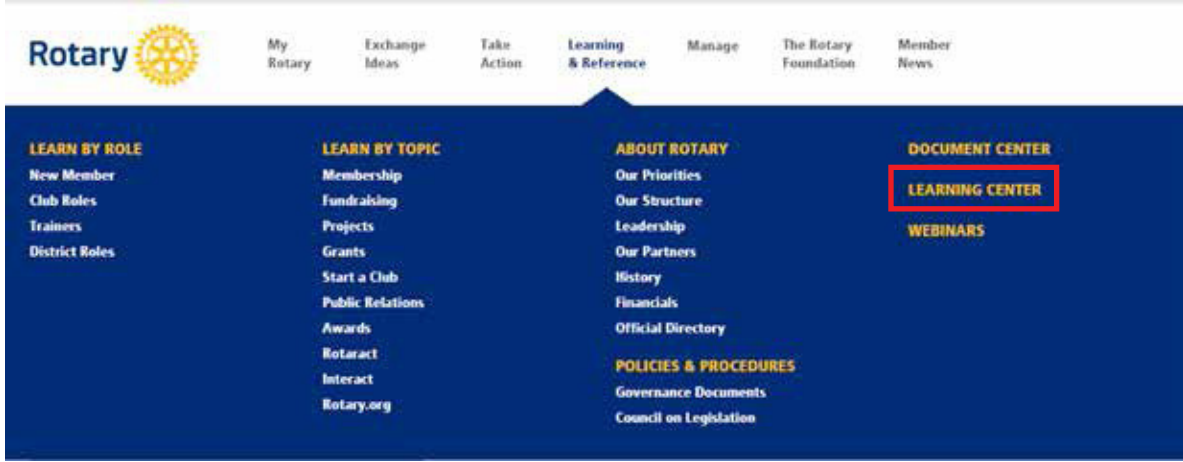 Rotary
My
Rotary
Exchange
Ideas
Take
Action
Learning
& Reference
Manage
The Rotary
Foundation
Member
News
LEARN BY ROLE
New Member
Club Roles
Trainers
District Roles
LEARN BY TOPIC
Membership
Fundraising
Projects
Grants
Start a Club
Public Relations
Awards
Rotaract
Interact
Rotary.org
ABOUT ROTARY
Our Priorities
Our Structure
Leadership
Our Partners
History
Financials
Official Directory
POLICIES & PROCEDURES
Governance Documents
Council on Legislation
DOCUMENT CENTER
LEARNING CENTER
WEBINARS